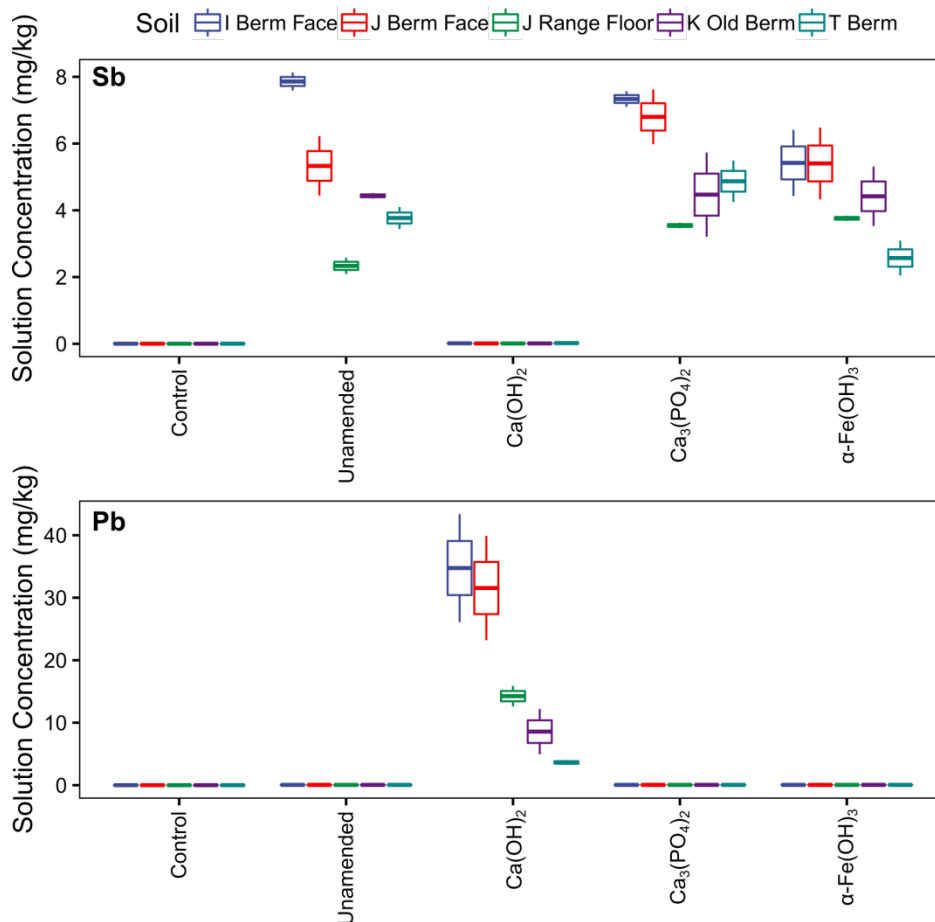 Soil I Berm Face J Berm Face J Range Floor K Old Berm T Berm
Sb
Solution Concentration (mg/kg)
8
6
4
2
0
Control
Unamended
Ca(OH)₂
Ca₃(PO₄)₂
α-Fe(OH)₃
Pb
Solution Concentration (mg/kg)
40
30
20
10
0
Control
Unamended
Ca(OH)₂
Ca₃(PO₄)₂
α-Fe(OH)₃